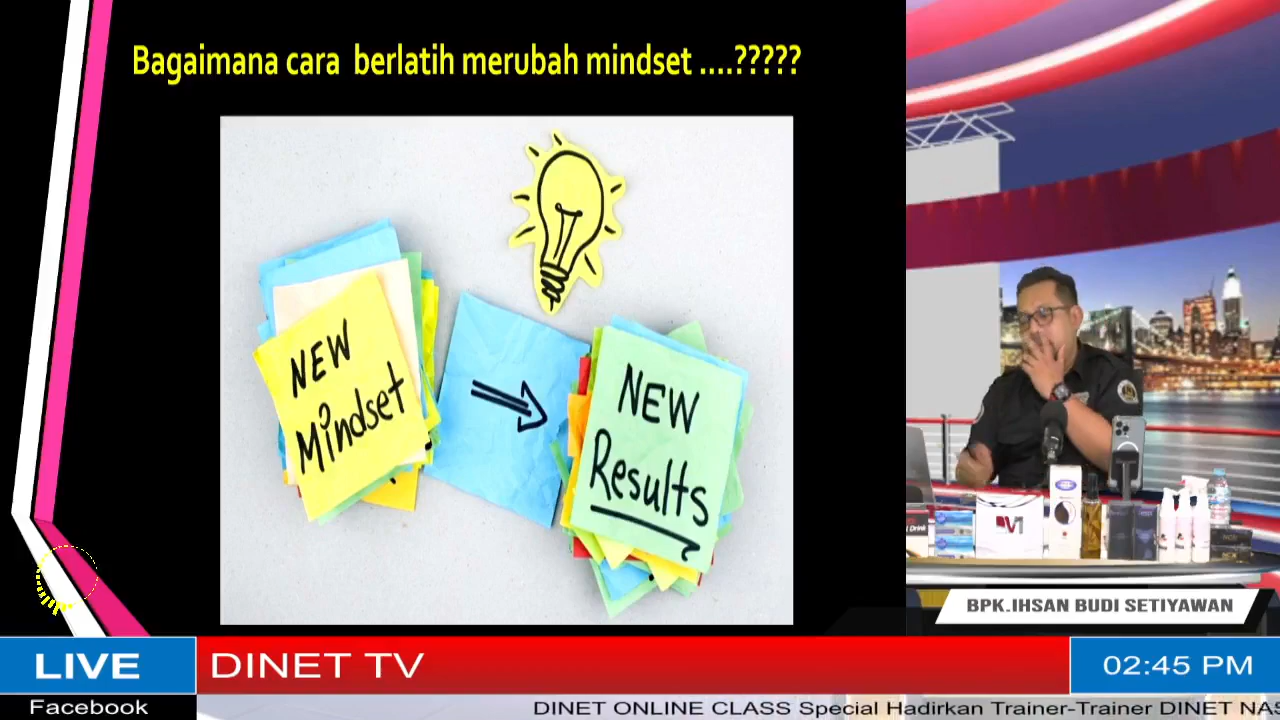 Bagaimana cara berlatih merubah mindset ....?????
NEW
Mindset
NEW
Results
BPK.IHSAN BUDI SETIYAWAN
LIVE
DINET TV
02:45 PM
Facebook
DINET ONLINE CLASS Special Hadirkan Trainer-Trainer DINET NAS